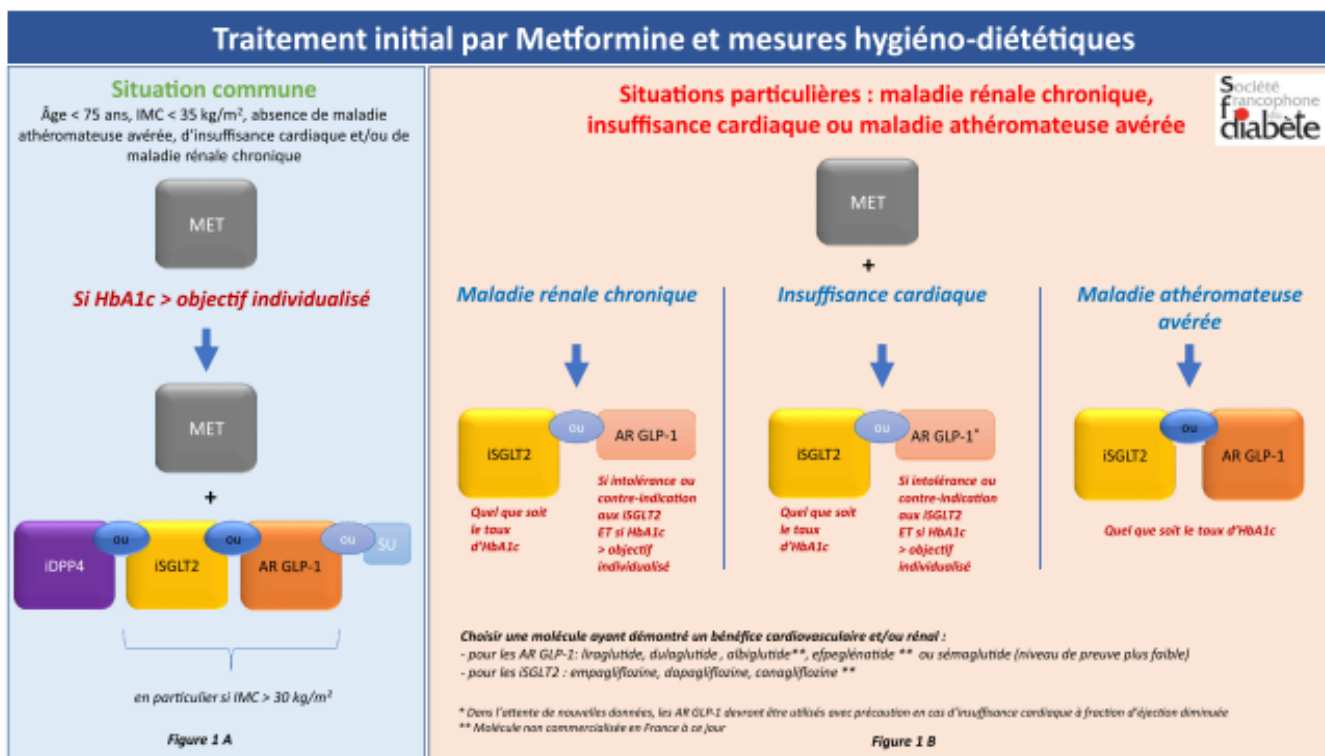 Traitement initial par Metformine et mesures hygiéno-diététiques
Situation commune
Âge < 75 ans, IMC < 35 kg/m², absence de maladie
athéromateuse avérée, d'insuffisance cardiaque et/ou de
maladie rénale chronique
MET
Si HbA1c > objectif individualisé
MET
+
iDPP4
ou
iSGLT2
ou
AR GLP-1
ou
SU
en particulier si IMC > 30 kg/m²
Figure 1 A
Situations particulières : maladie rénale chronique,
insuffisance cardiaque ou maladie athéromateuse avérée
Société
francophone
diabète
MET
+
Maladie rénale chronique
iSGLT2
ou
AR GLP-1
Quel que soit
le taux
d'HbA1c
Si intolérance ou
contre-indication
aux iSGLT2
ET si HbA1c
> objectif
individualisé
Insuffisance cardiaque
iSGLT2
ou
AR GLP-1*
Quel que soit
le taux
d'HbA1c
Si intolérance ou
contre-indication
aux iSGLT2
ET si HbA1c
> objectif
individualisé
Maladie athéromateuse
avérée
iSGLT2
ou
AR GLP-1
Quel que soit le taux d'HbA1c
Choisir une molécule ayant démontré un bénéfice cardiovasculaire et/ou rénal :
- pour les AR GLP-1: liraglutide, dulaglutide , albiglutide**, efpeglénatide ** ou sémaglutide (niveau de preuve plus faible)
- pour les iSGLT2 : empagliflozine, dapagliflozine, canagliflozine **
* Dans l'attente de nouvelles données, les AR GLP-1 devront être utilisés avec précaution en cas d'insuffisance cardiaque à fraction d'éjection diminuée
** Molécule non commercialisée en France à ce jour
Figure 1 B